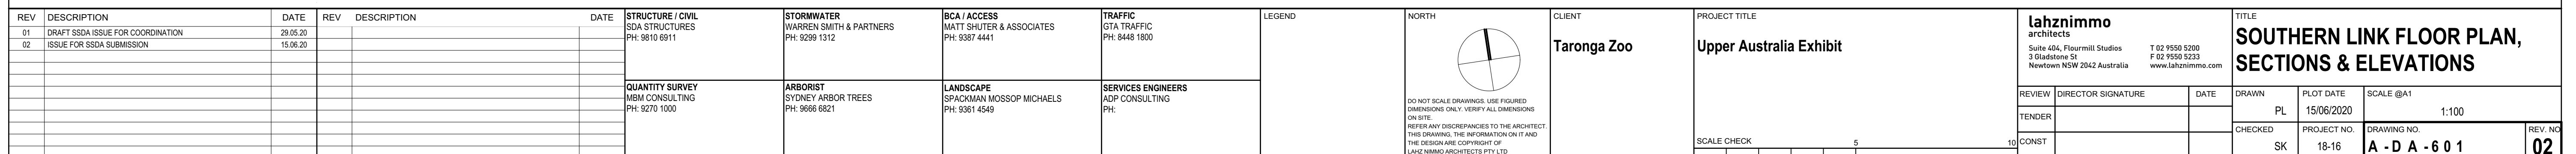 REV DESCRIPTION DATE REV DESCRIPTION DATE
01 DRAFT SSDA ISSUE FOR COORDINATION 29.05.20
02 ISSUE FOR SSDA SUBMISSION 15.06.20
STRUCTURE / CIVIL
SDA STRUCTURES
PH: 9810 6911
STORMWATER
WARREN SMITH & PARTNERS
PH: 9299 1312
BCA / ACCESS
MATT SHUTER & ASSOCIATES
PH: 9387 4441
TRAFFIC
GTA TRAFFIC
PH: 8448 1800
QUANTITY SURVEY
MBM CONSULTING
PH: 9270 1000
ARBORIST
SYDNEY ARBOR TREES
PH: 9666 6821
LANDSCAPE
SPACKMAN MOSSOP MICHAELS
PH: 9361 4549
SERVICES ENGINEERS
ADP CONSULTING
PH:
LEGEND
NORTH
DO NOT SCALE DRAWINGS. USE FIGURED
DIMENSIONS ONLY. VERIFY ALL DIMENSIONS
ON SITE.
REFER ANY DISCREPANCIES TO THE ARCHITECT.
THIS DRAWING, THE INFORMATION ON IT AND
THE DESIGN ARE COPYRIGHT OF
LAHZ NIMMO ARCHITECTS PTY LTD
CLIENT
Taronga Zoo
PROJECT TITLE
Upper Australia Exhibit
SCALE CHECK 5 10
lahznimmo
architects
Suite 404, Flourmill Studios T 02 9550 5200
3 Gladstone St F 02 9550 5233
Newtown NSW 2042 Australia www.lahznimmo.com
REVIEW DIRECTOR SIGNATURE DATE
TENDER
CONST
TITLE
SOUTHERN LINK FLOOR PLAN,
SECTIONS & ELEVATIONS
DRAWN PLOT DATE SCALE @A1
PL 15/06/2020 1:100
CHECKED PROJECT NO. DRAWING NO. REV. NO
SK 18-16 A-DA-601 02